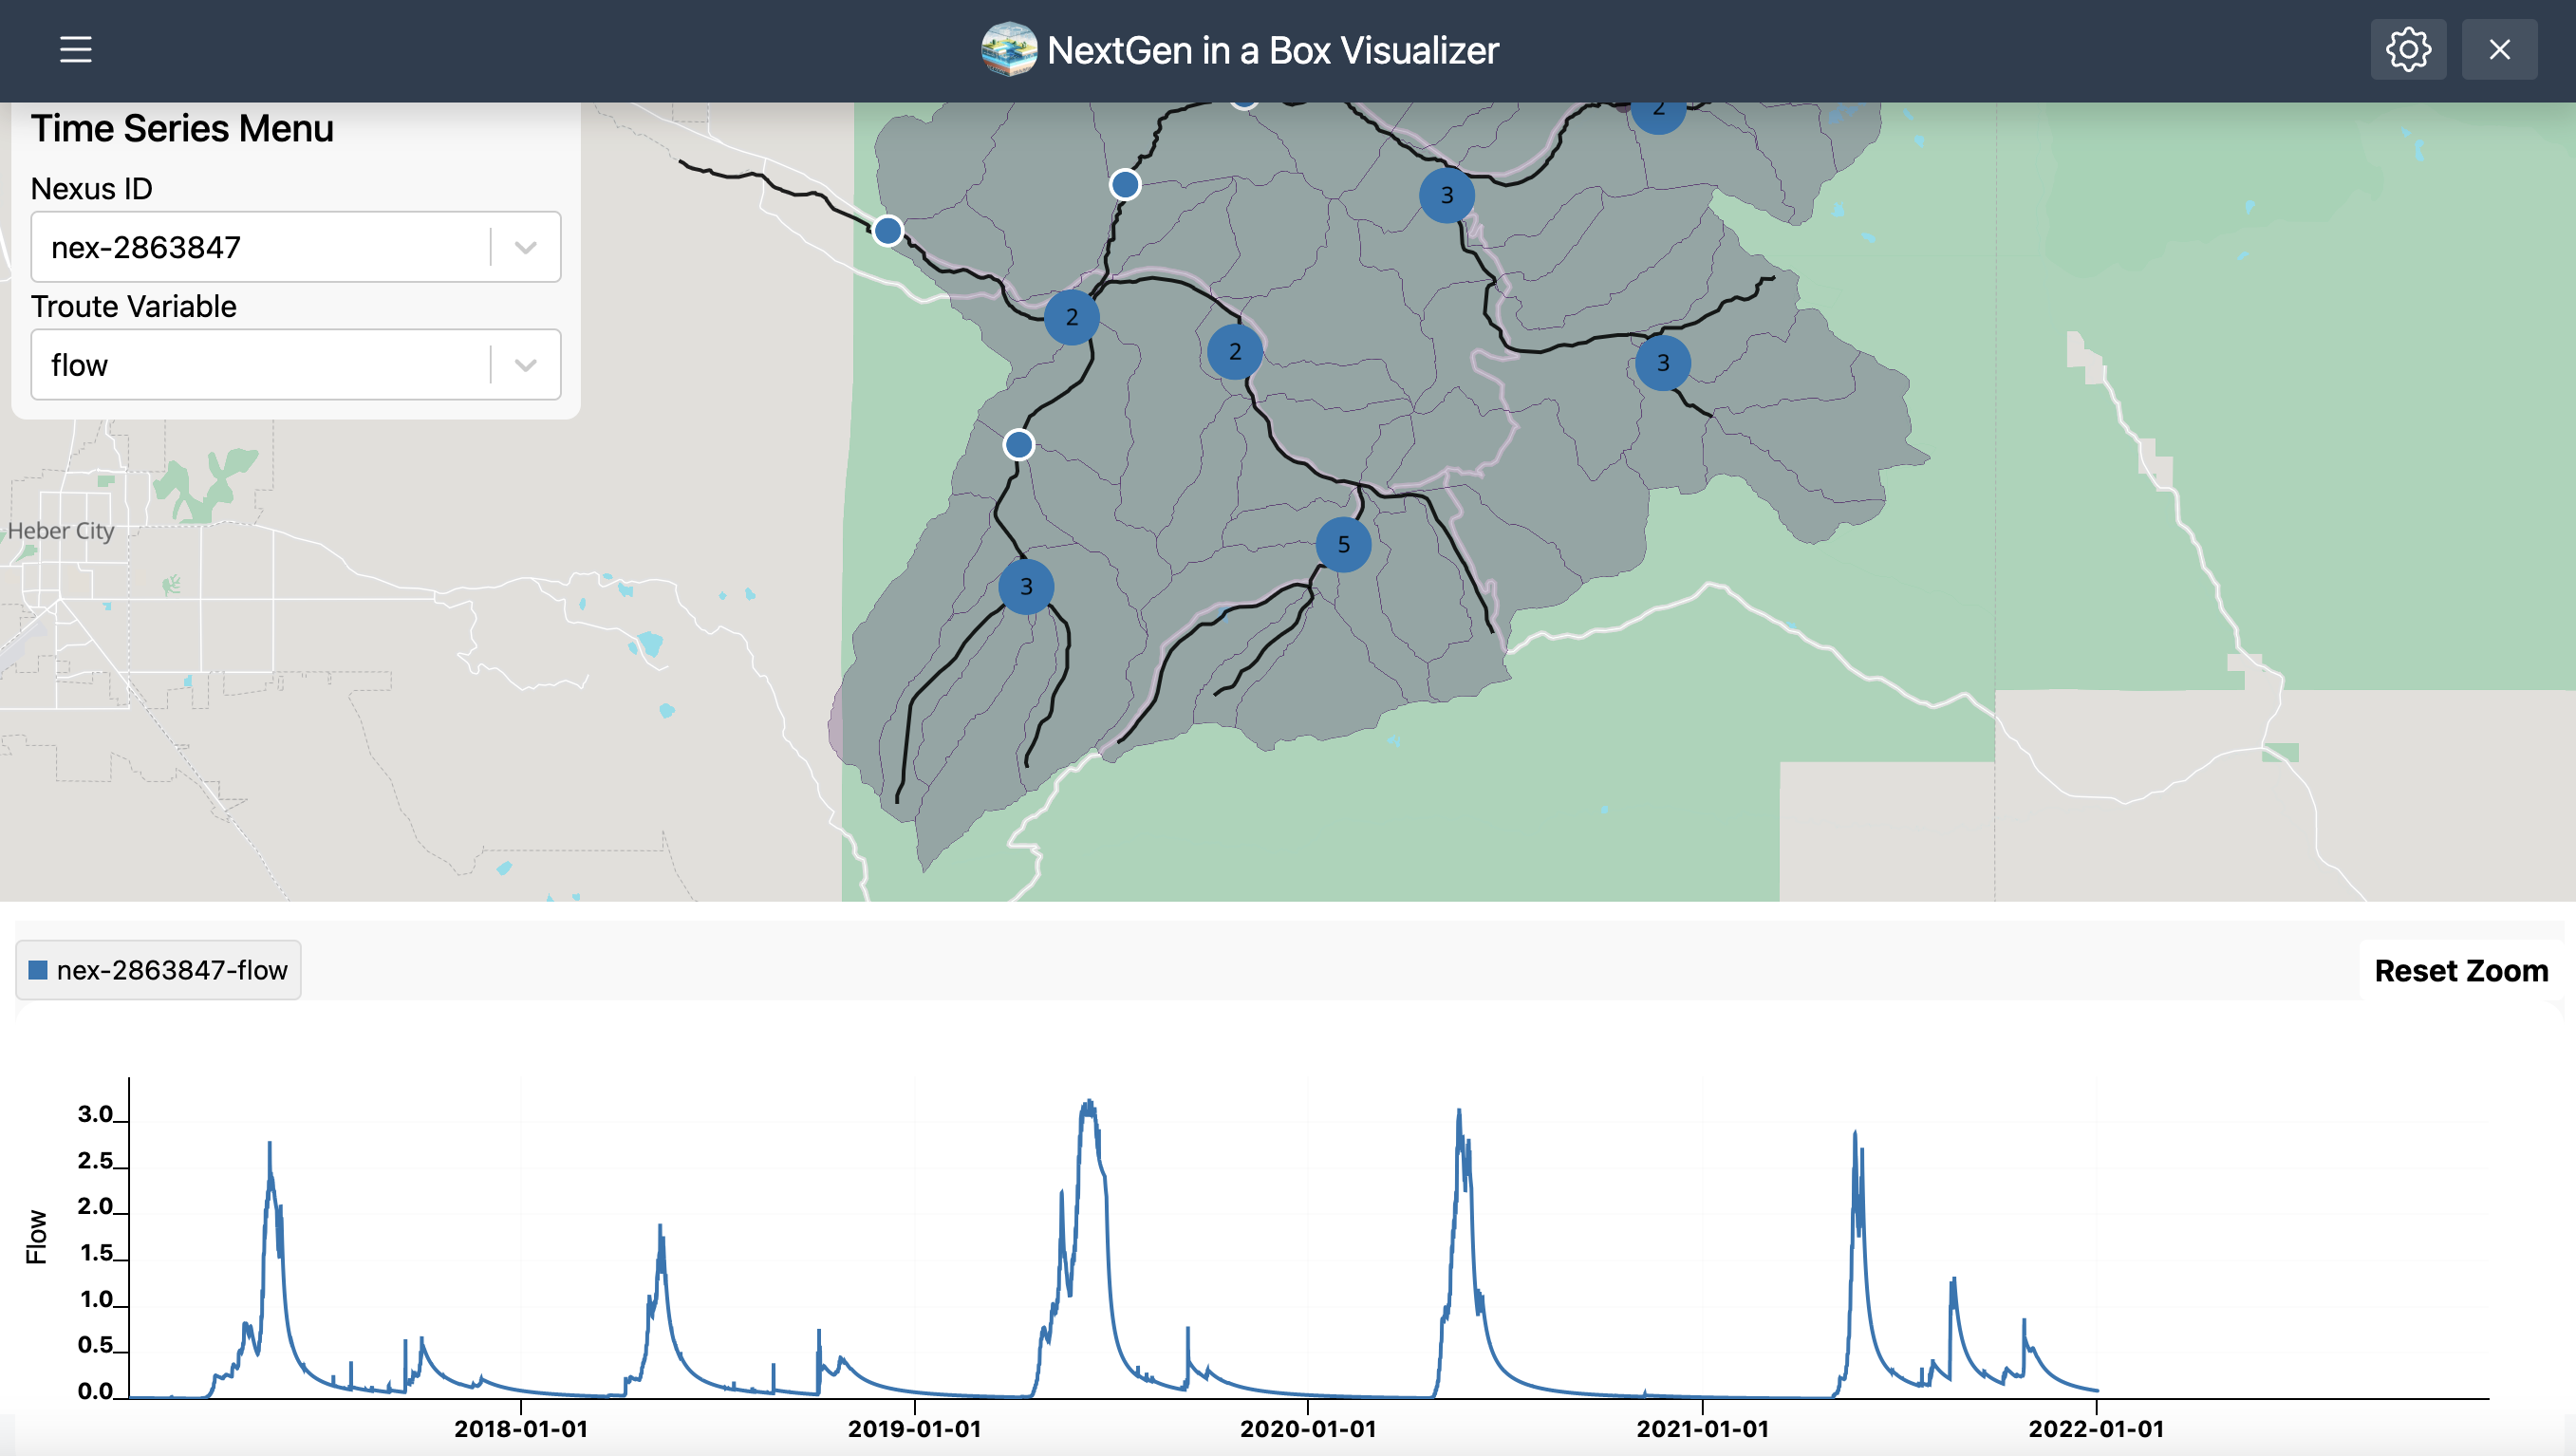 NextGen in a Box Visualizer
Time Series Menu
Nexus ID
nex-2863847
Troute Variable
flow
Heber City
2
3
2
2
3
5
3
nex-2863847-flow
Reset Zoom
Flow
3.0
2.5
2.0
1.5
1.0
0.5
0.0
2018-01-01
2019-01-01
2020-01-01
2021-01-01
2022-01-01